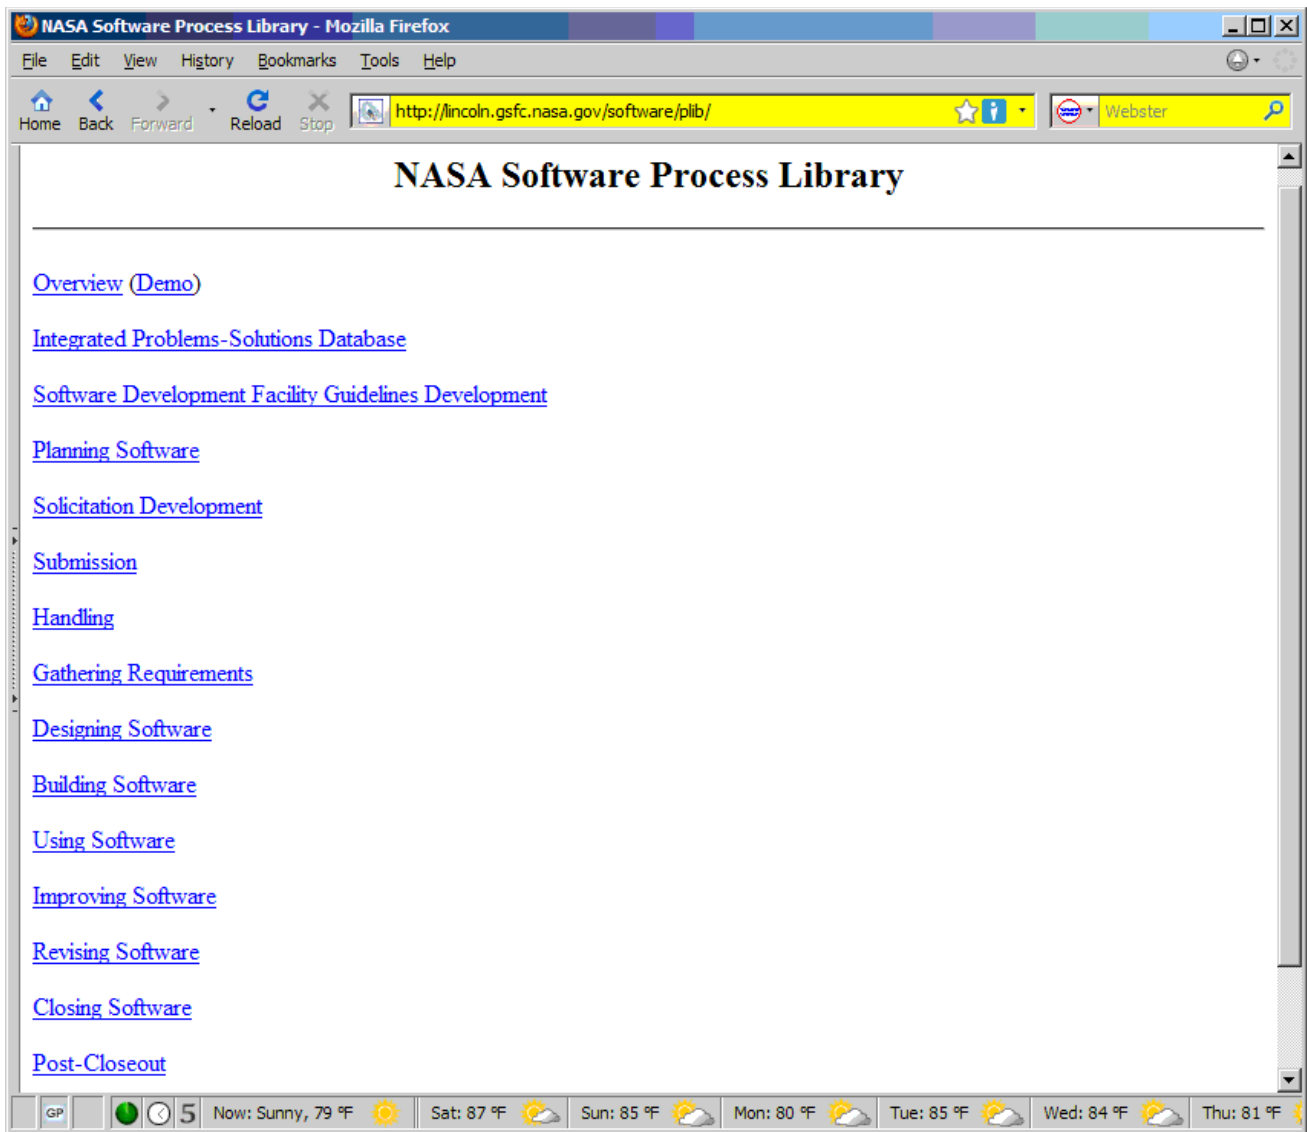 NASA Software Process Library - Mozilla Firefox
File Edit View History Bookmarks Tools Help
Home Back Forward Reload Stop http://lincoln.gsfc.nasa.gov/software/plib/ Webster
NASA Software Process Library
Overview (Demo)
Integrated Problems-Solutions Database
Software Development Facility Guidelines Development
Planning Software
Solicitation Development
Submission
Handling
Gathering Requirements
Designing Software
Building Software
Using Software
Improving Software
Revising Software
Closing Software
Post-Closeout
GP 5 Now: Sunny, 79 °F Sat: 87 °F Sun: 85 °F Mon: 80 °F Tue: 85 °F Wed: 84 °F Thu: 81 °F